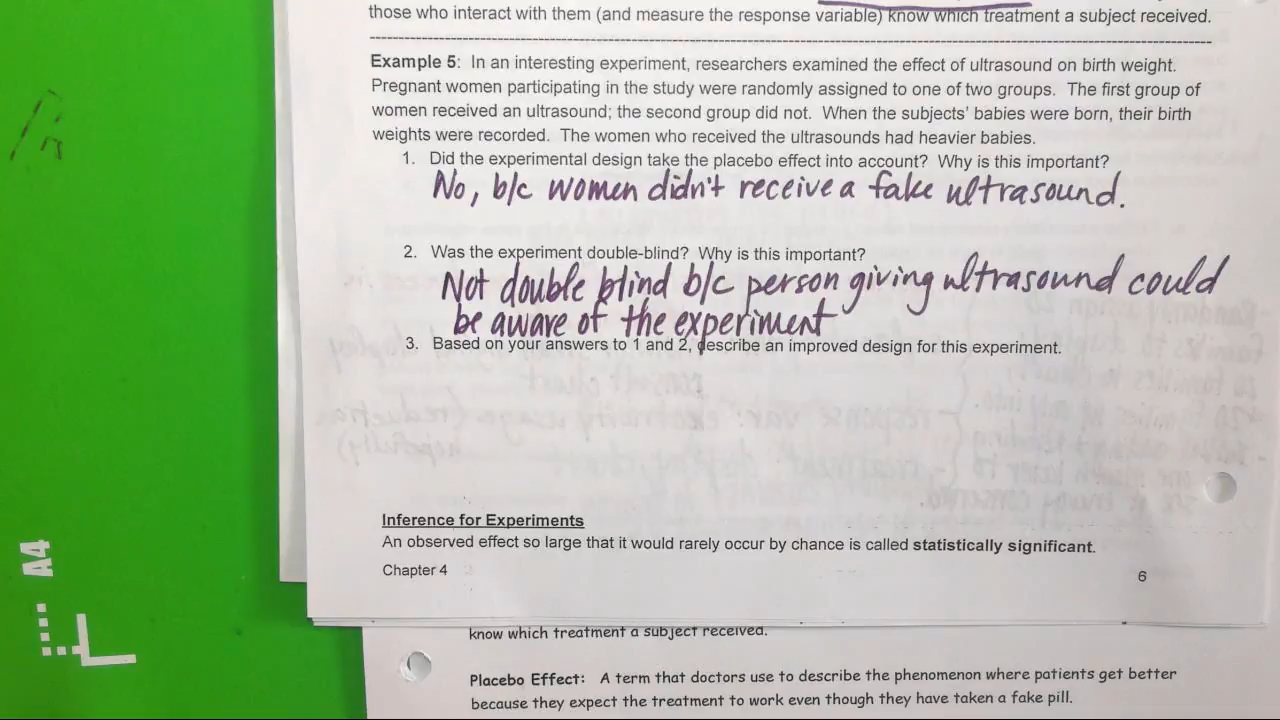 those who interact with them (and measure the response variable) know which treatment a subject received.
Example 5: In an interesting experiment, researchers examined the effect of ultrasound on birth weight.
Pregnant women participating in the study were randomly assigned to one of two groups. The first group of
women received an ultrasound; the second group did not. When the subjects' babies were born, their birth
weights were recorded. The women who received the ultrasounds had heavier babies.
1. Did the experimental design take the placebo effect into account? Why is this important?
No, b/c women didn't receive a fake ultrasound.
2. Was the experiment double-blind? Why is this important?
Not double blind b/c person giving ultrasound could
be aware of the experiment
3. Based on your answers to 1 and 2, describe an improved design for this experiment.
Inference for Experiments
An observed effect so large that it would rarely occur by chance is called statistically significant.
Chapter 4
6
A4
know which treatment a subject received.
Placebo Effect: A term that doctors use to describe the phenomenon where patients get better
because they expect the treatment to work even though they have taken a fake pill.